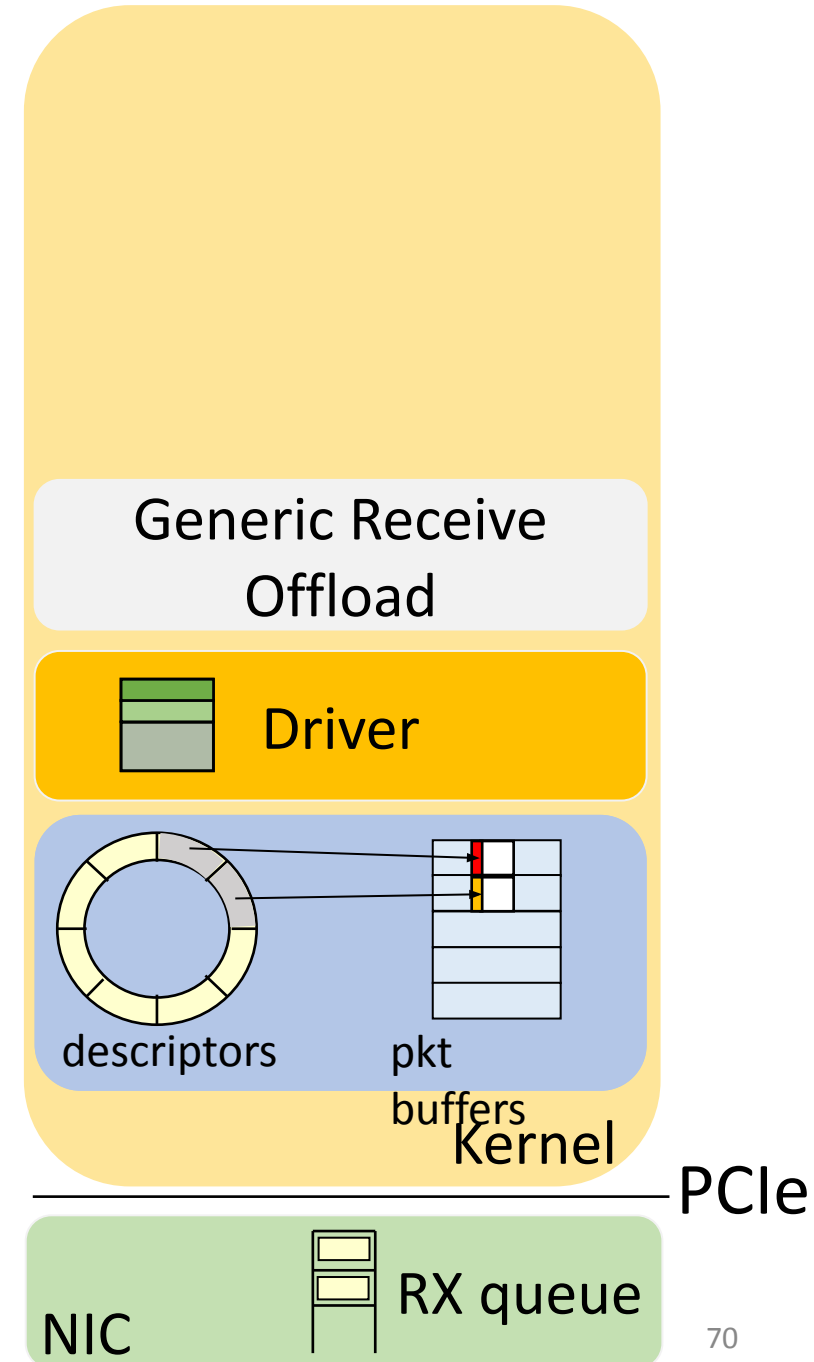 Generic Receive
Offload
Driver
descriptors
pkt
buffers
Kernel
PCIe
RX queue
NIC
70